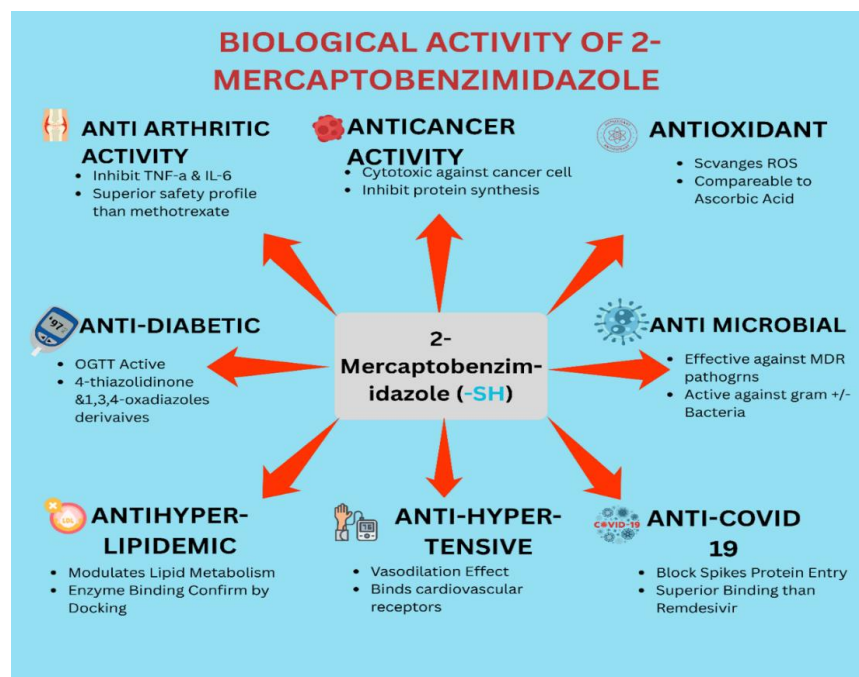 BIOLOGICAL ACTIVITY OF 2-
MERCAPTOBENZIMIDAZOLE
ANTI ARTHRITIC
ACTIVITY
• Inhibit TNF-a & IL-6
• Superior safety profile
than methotrexate
ANTICANCER
ACTIVITY
• Cytotoxic against cancer cell
• Inhibit protein synthesis
ANTIOXIDANT
• Scvanges ROS
• Compareable to
Ascorbic Acid
97
ANTI-DIABETIC
• OGTT Active
• 4-thiazolidinone
&1,3,4-oxadiazoles
derivaives
2-
Mercaptobenzim-
idazole (-SH)
ANTI MICROBIAL
• Effective against MDR
pathogrns
• Active against gram +/-
Bacteria
LDL
ANTIHYPER-
LIPIDEMIC
• Modulates Lipid Metabolism
• Enzyme Binding Confirm by
Docking
ANTI-HYPER-
TENSIVE
• Vasodilation Effect
• Binds cardiovascular
receptors
COVID-19
ANTI-COVID
19
• Block Spikes Protein Entry
• Superior Binding than
Remdesivir